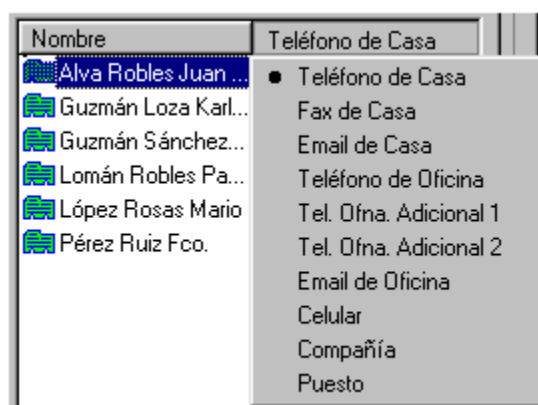 Nombre
Teléfono de Casa
Alva Robles Juan ...
Guzmán Loza Karl...
Guzmán Sánchez...
Lomán Robles Pa...
López Rosas Mario
Pérez Ruiz Fco.
Teléfono de Casa
Fax de Casa
Email de Casa
Teléfono de Oficina
Tel. Ofna. Adicional 1
Tel. Ofna. Adicional 2
Email de Oficina
Celular
Compañía
Puesto